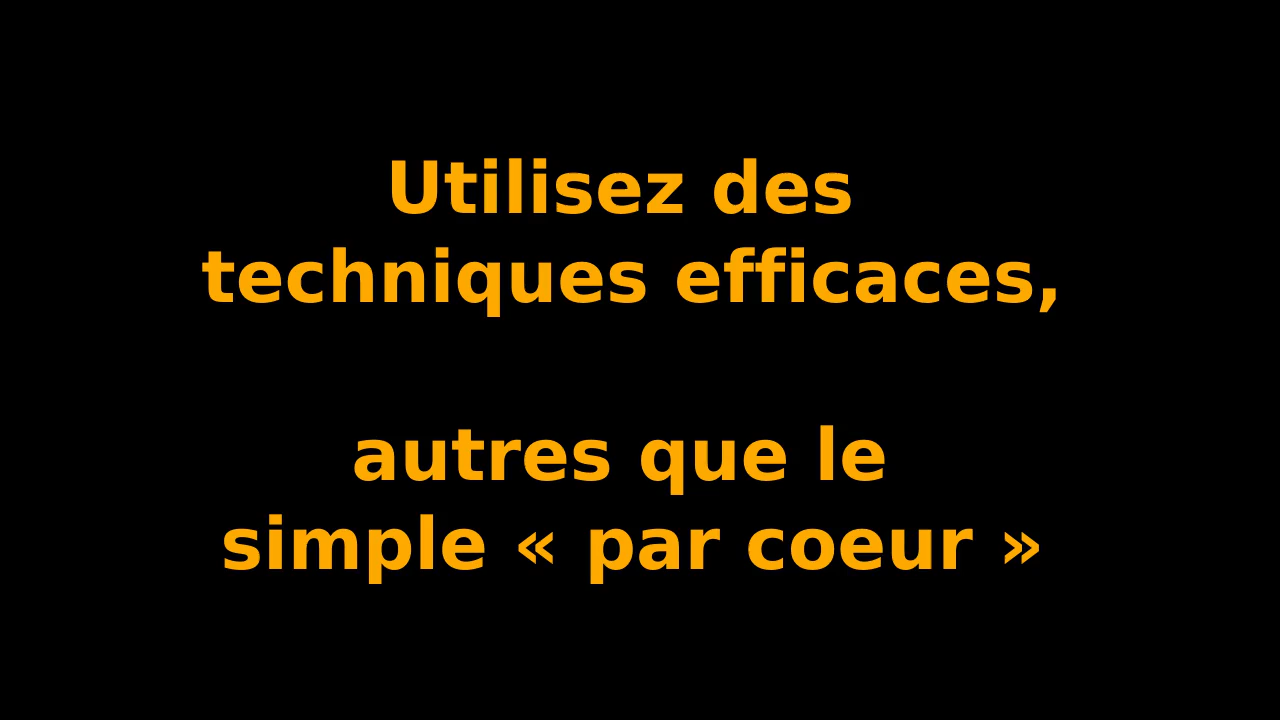 Utilisez des
techniques efficaces,
autres que le
simple « par coeur »